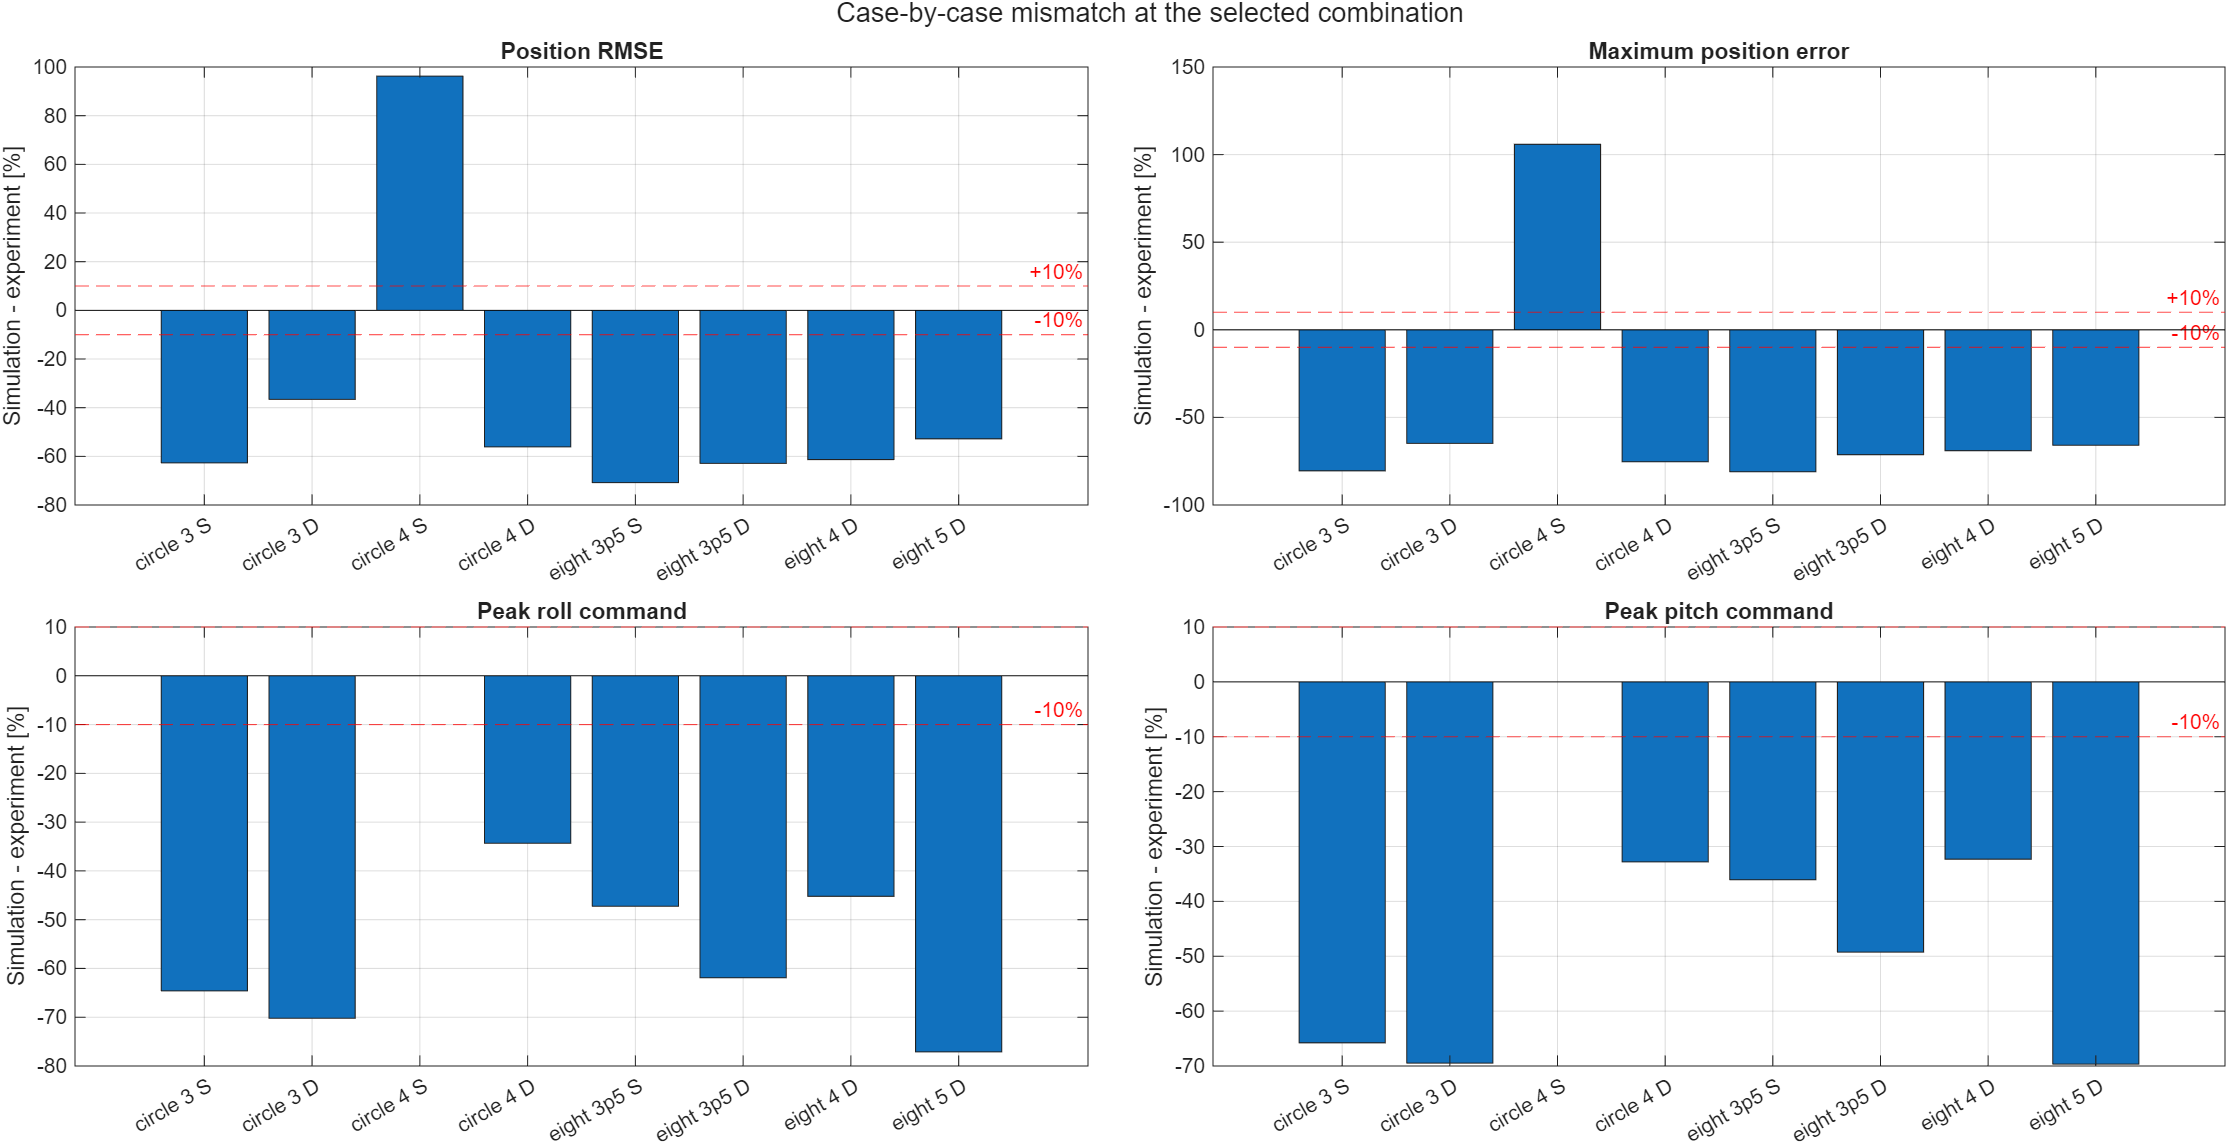 Case-by-case mismatch at the selected combination
Position RMSE
Simulation - experiment [%]
100
80
60
40
20
0
-20
-40
-60
-80
+10%
-10%
circle 3 S
circle 3 D
circle 4 S
circle 4 D
eight 3p5 S
eight 3p5 D
eight 4 D
eight 5 D
Maximum position error
Simulation - experiment [%]
150
100
50
0
-50
-100
+10%
-10%
circle 3 S
circle 3 D
circle 4 S
circle 4 D
eight 3p5 S
eight 3p5 D
eight 4 D
eight 5 D
Peak roll command
Simulation - experiment [%]
10
0
-10
-20
-30
-40
-50
-60
-70
-80
-10%
circle 3 S
circle 3 D
circle 4 S
circle 4 D
eight 3p5 S
eight 3p5 D
eight 4 D
eight 5 D
Peak pitch command
Simulation - experiment [%]
10
0
-10
-20
-30
-40
-50
-60
-70
-10%
circle 3 S
circle 3 D
circle 4 S
circle 4 D
eight 3p5 S
eight 3p5 D
eight 4 D
eight 5 D